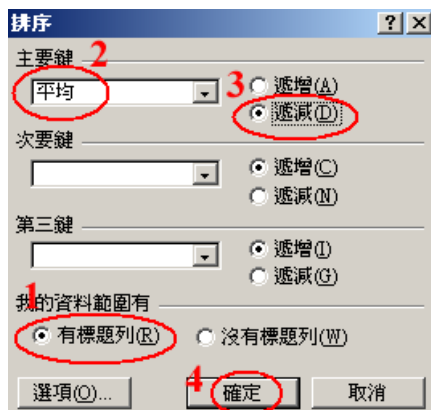 排序 ? ×
主要鍵 2
平均 3 遞增(A)
遞減(D)
次要鍵
遞增(C)
遞減(N)
第三鍵
遞增(I)
遞減(G)
1
我的資料範圍有
有標題列(R) 沒有標題列(W)
選項(O)... 4 確定 取消